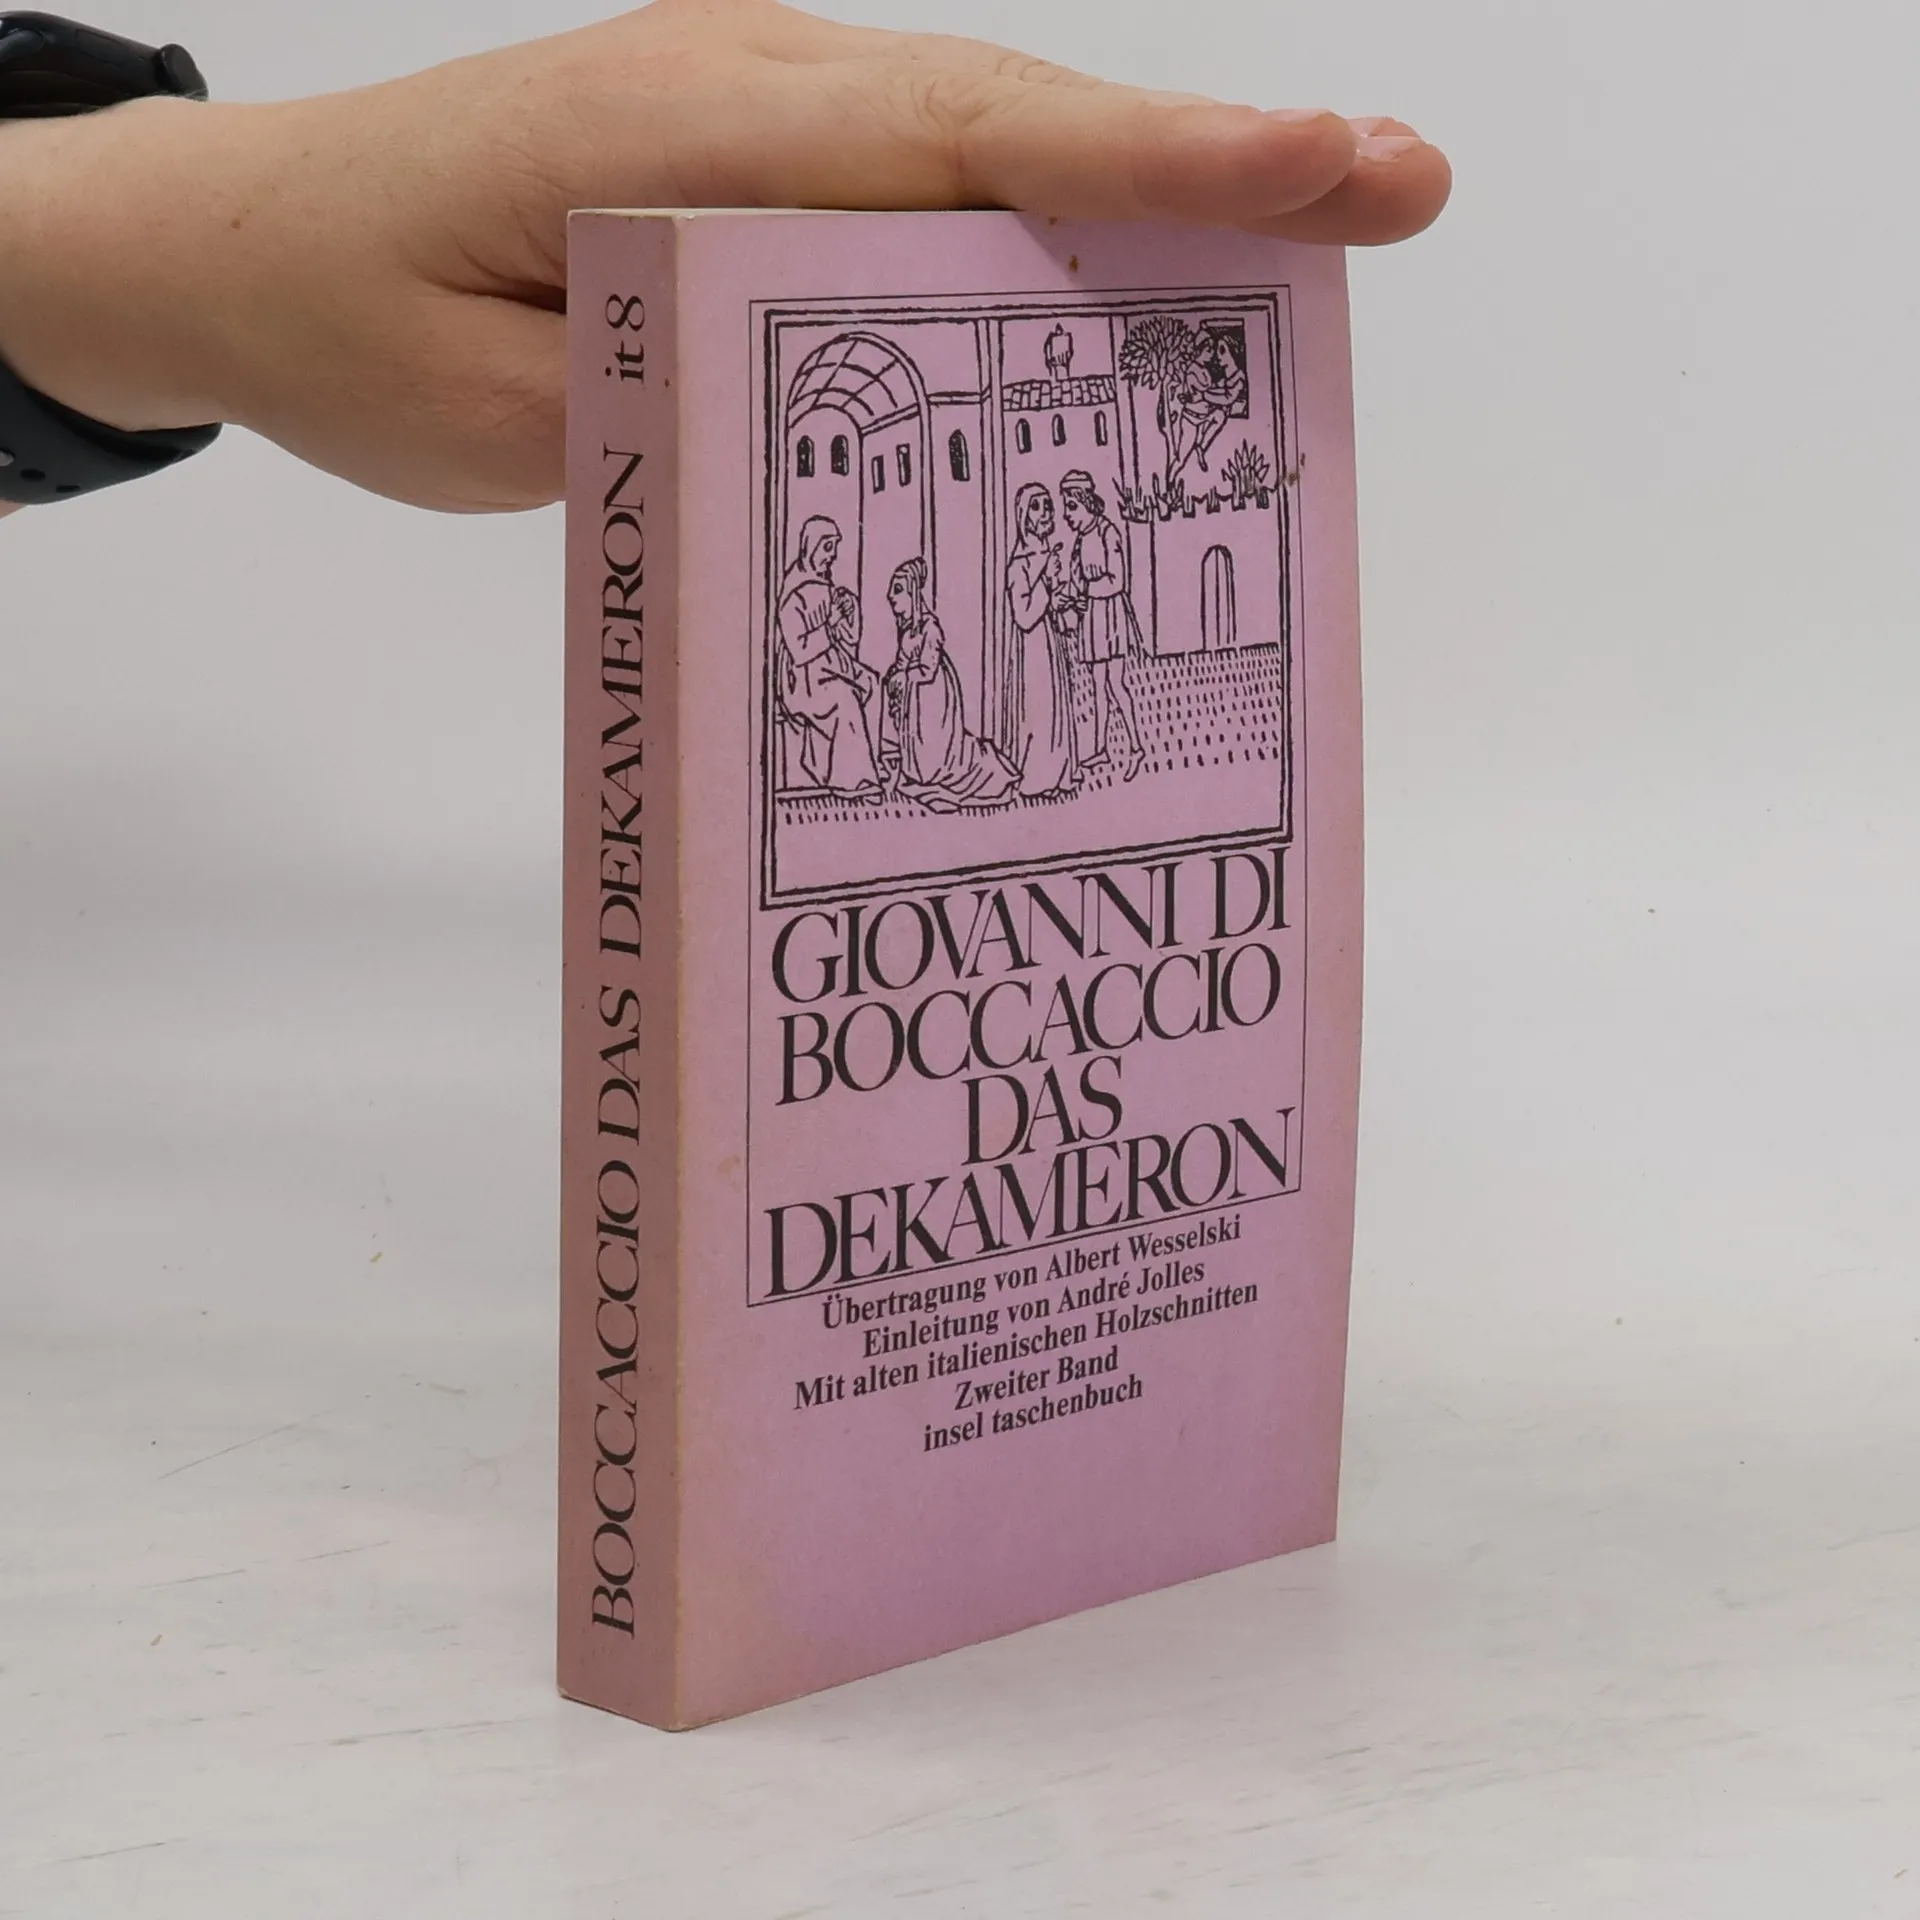 BOCCACCIO DAS DEKAMERON it 8
GIOVANNI DI
BOCCACCIO
DAS
DEKAMERON
Übertragung von Albert Wesselski
Einleitung von André Jolles
Mit alten italienischen Holzschnitten
Zweiter Band
insel taschenbuch